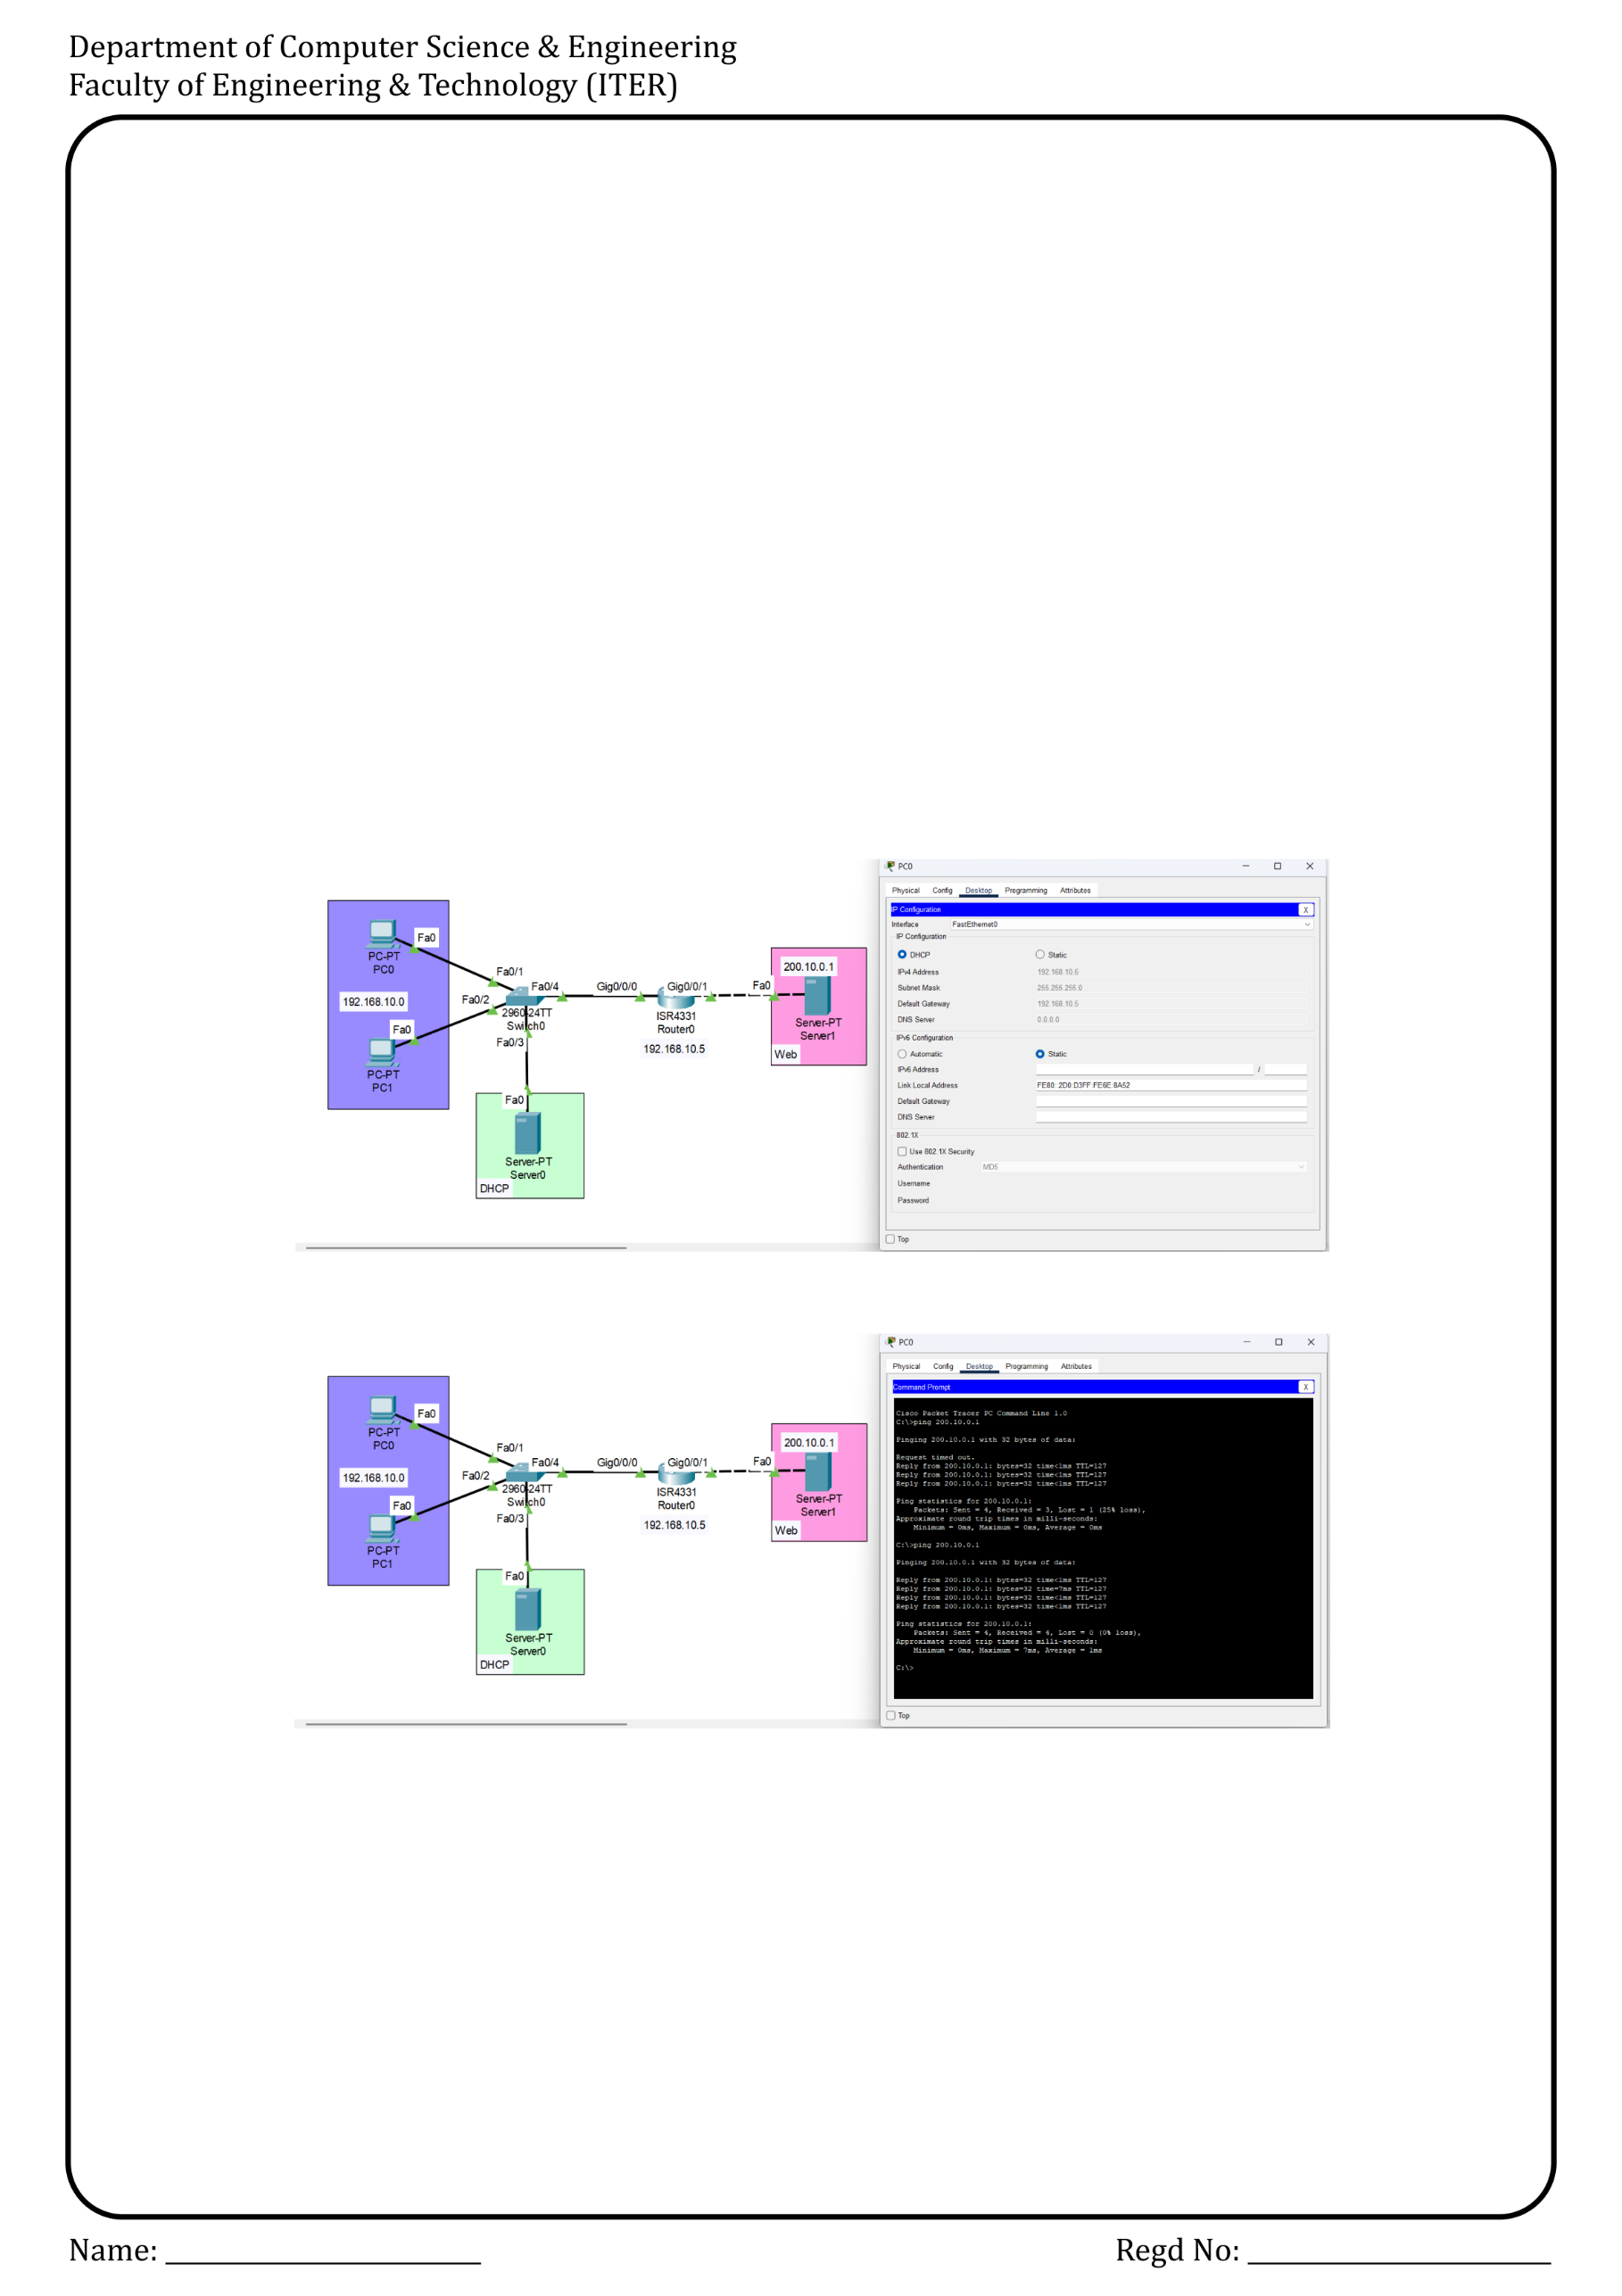 Department of Computer Science & Engineering
Faculty of Engineering & Technology (ITER)
PC-PT
PC0
Fa0
192.168.10.0
Fa0
PC-PT
PC1
Fa0/1
Fa0/2
Fa0/4
2960-24TT
Switch0
Fa0/3
Fa0
Server-PT
Server0
DHCP
Gig0/0/0
Gig0/0/1
ISR4331
Router0
192.168.10.5
Fa0
200.10.0.1
Server-PT
Server1
Web
PC0
Physical Config Desktop Programming Attributes
IP Configuration X
Interface FastEthernet0
IP Configuration
DHCP Static
IPv4 Address 192.168.10.6
Subnet Mask 255.255.255.0
Default Gateway 192.168.10.5
DNS Server 0.0.0.0
IPv6 Configuration
Automatic Static
IPv6 Address /
Link Local Address FE80::2D0:D3FF:FE6E:8A52
Default Gateway
DNS Server
802.1X
Use 802.1X Security
Authentication MD5
Username
Password
Top
PC-PT
PC0
Fa0
192.168.10.0
Fa0
PC-PT
PC1
Fa0/1
Fa0/2
Fa0/4
2960-24TT
Switch0
Fa0/3
Fa0
Server-PT
Server0
DHCP
Gig0/0/0
Gig0/0/1
ISR4331
Router0
192.168.10.5
Fa0
200.10.0.1
Server-PT
Server1
Web
PC0
Physical Config Desktop Programming Attributes
Command Prompt X
Cisco Packet Tracer PC Command Line 1.0
C:\>ping 200.10.0.1
Pinging 200.10.0.1 with 32 bytes of data:
Request timed out.
Reply from 200.10.0.1: bytes=32 time<1ms TTL=127
Reply from 200.10.0.1: bytes=32 time<1ms TTL=127
Reply from 200.10.0.1: bytes=32 time<1ms TTL=127
Ping statistics for 200.10.0.1:
Packets: Sent = 4, Received = 3, Lost = 1 (25% loss),
Approximate round trip times in milli-seconds:
Minimum = 0ms, Maximum = 0ms, Average = 0ms
C:\>ping 200.10.0.1
Pinging 200.10.0.1 with 32 bytes of data:
Reply from 200.10.0.1: bytes=32 time<1ms TTL=127
Reply from 200.10.0.1: bytes=32 time=7ms TTL=127
Reply from 200.10.0.1: bytes=32 time<1ms TTL=127
Reply from 200.10.0.1: bytes=32 time<1ms TTL=127
Ping statistics for 200.10.0.1:
Packets: Sent = 4, Received = 4, Lost = 0 (0% loss),
Approximate round trip times in milli-seconds:
Minimum = 0ms, Maximum = 7ms, Average = 1ms
C:\>
Top
Name: ____________________
Regd No: ____________________